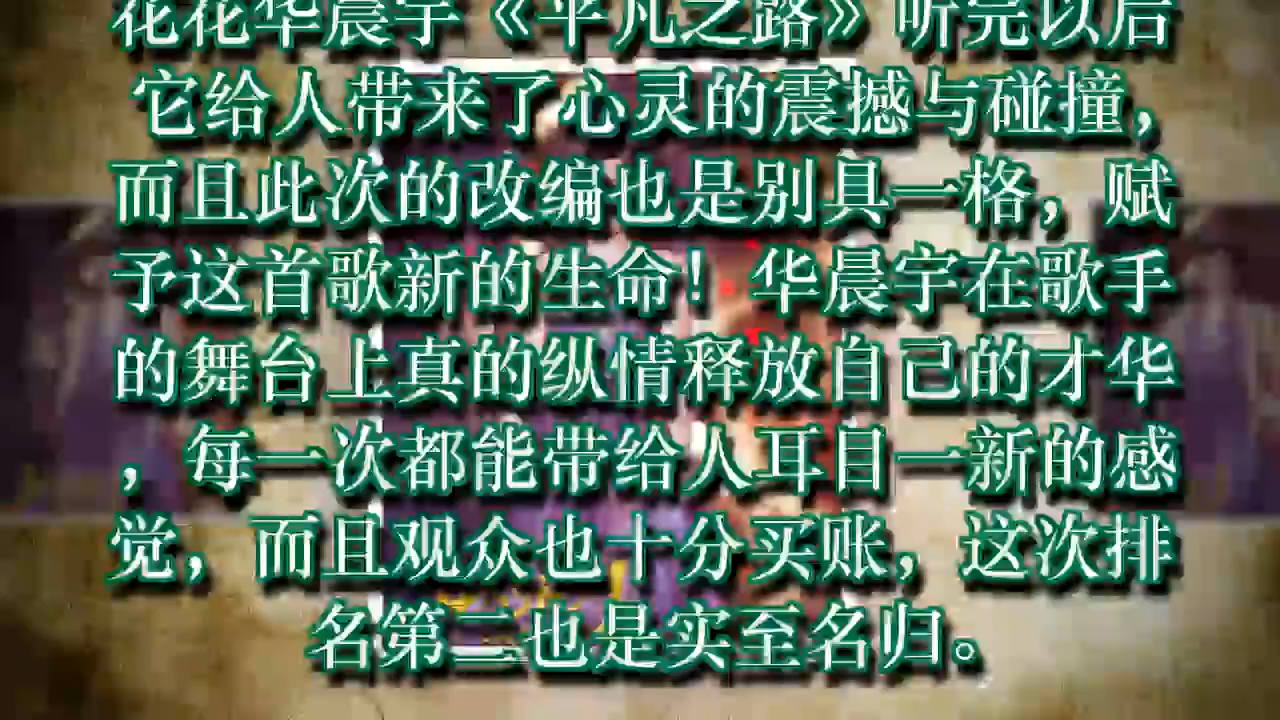 花花华晨宇《平凡之路》听完以后
它给人带来了心灵的震撼与碰撞，
而且此次的改编也是别具一格，赋
予这首歌新的生命！华晨宇在歌手
的舞台上真的纵情释放自己的才华
，每一次都能带给人耳目一新的感
觉，而且观众也十分买账，这次排
名第二也是实至名归。